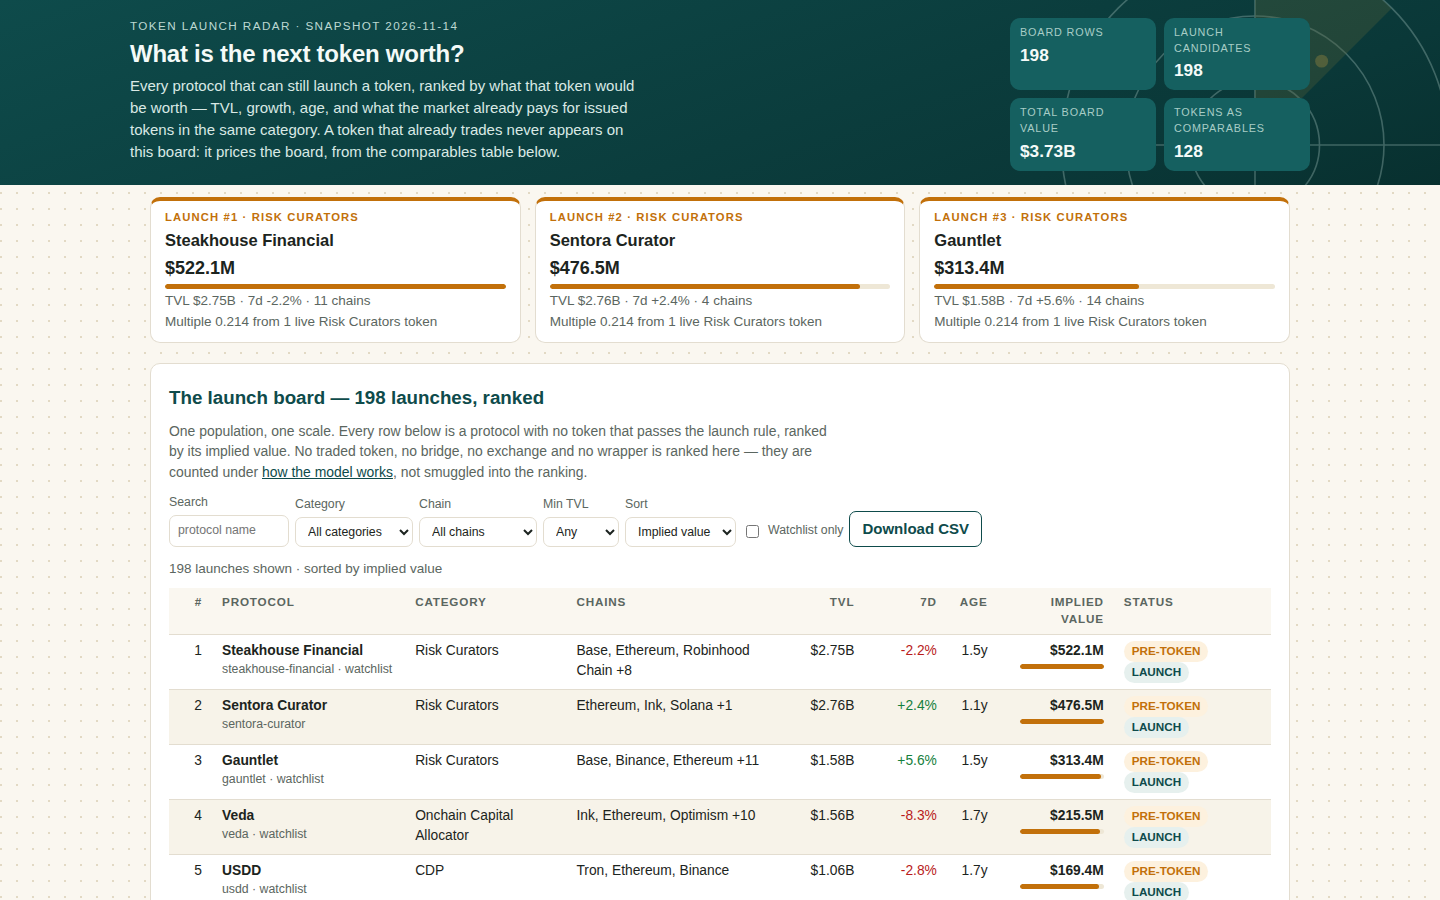 TOKEN LAUNCH RADAR · SNAPSHOT 2026-11-14
What is the next token worth?
Every protocol that can still launch a token, ranked by what that token would
be worth — TVL, growth, age, and what the market already pays for issued
tokens in the same category. A token that already trades never appears on
this board: it prices the board, from the comparables table below.
BOARD ROWS
198
LAUNCH
CANDIDATES
198
TOTAL BOARD
VALUE
$3.73B
TOKENS AS
COMPARABLES
128
LAUNCH #1 · RISK CURATORS
Steakhouse Financial
$522.1M
TVL $2.75B · 7d -2.2% · 11 chains
Multiple 0.214 from 1 live Risk Curators token
LAUNCH #2 · RISK CURATORS
Sentora Curator
$476.5M
TVL $2.76B · 7d +2.4% · 4 chains
Multiple 0.214 from 1 live Risk Curators token
LAUNCH #3 · RISK CURATORS
Gauntlet
$313.4M
TVL $1.58B · 7d +5.6% · 14 chains
Multiple 0.214 from 1 live Risk Curators token
The launch board — 198 launches, ranked
One population, one scale. Every row below is a protocol with no token that passes the launch rule, ranked
by its implied value. No traded token, no bridge, no exchange and no wrapper is ranked here — they are
counted under how the model works, not smuggled into the ranking.
Search Category Chain Min TVL Sort
protocol name All categories All chains Any Implied value Watchlist only Download CSV
198 launches shown · sorted by implied value
# PROTOCOL CATEGORY CHAINS TVL 7D AGE IMPLIED VALUE STATUS
1 Steakhouse Financial Risk Curators Base, Ethereum, Robinhood $2.75B -2.2% 1.5y $522.1M PRE-TOKEN
steakhouse-financial · watchlist Chain +8 LAUNCH
2 Sentora Curator Risk Curators Ethereum, Ink, Solana +1 $2.76B +2.4% 1.1y $476.5M PRE-TOKEN
sentora-curator LAUNCH
3 Gauntlet Risk Curators Base, Binance, Ethereum +11 $1.58B +5.6% 1.5y $313.4M PRE-TOKEN
gauntlet · watchlist LAUNCH
4 Veda Onchain Capital Ink, Ethereum, Optimism +10 $1.56B -8.3% 1.7y $215.5M PRE-TOKEN
veda · watchlist Allocator LAUNCH
5 USDD CDP Tron, Ethereum, Binance $1.06B -2.8% 1.7y $169.4M PRE-TOKEN
usdd · watchlist LAUNCH